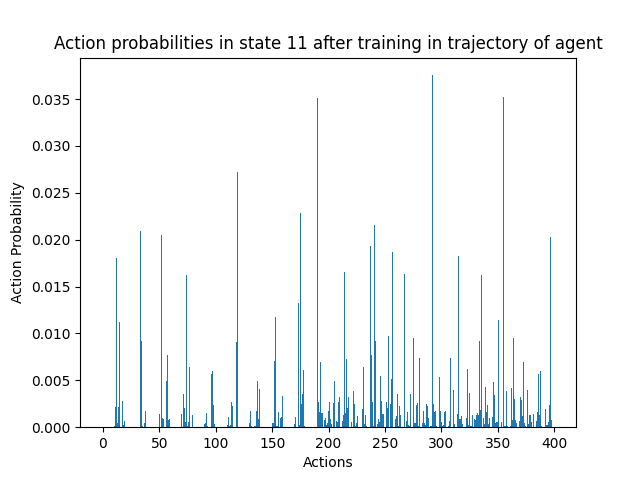 Action probabilities in state 11 after training in trajectory of agent
0.035
0.030
0.025
0.020
0.015
0.010
0.005
0.000
Action Probability
0 50 100 150 200 250 300 350 400
Actions